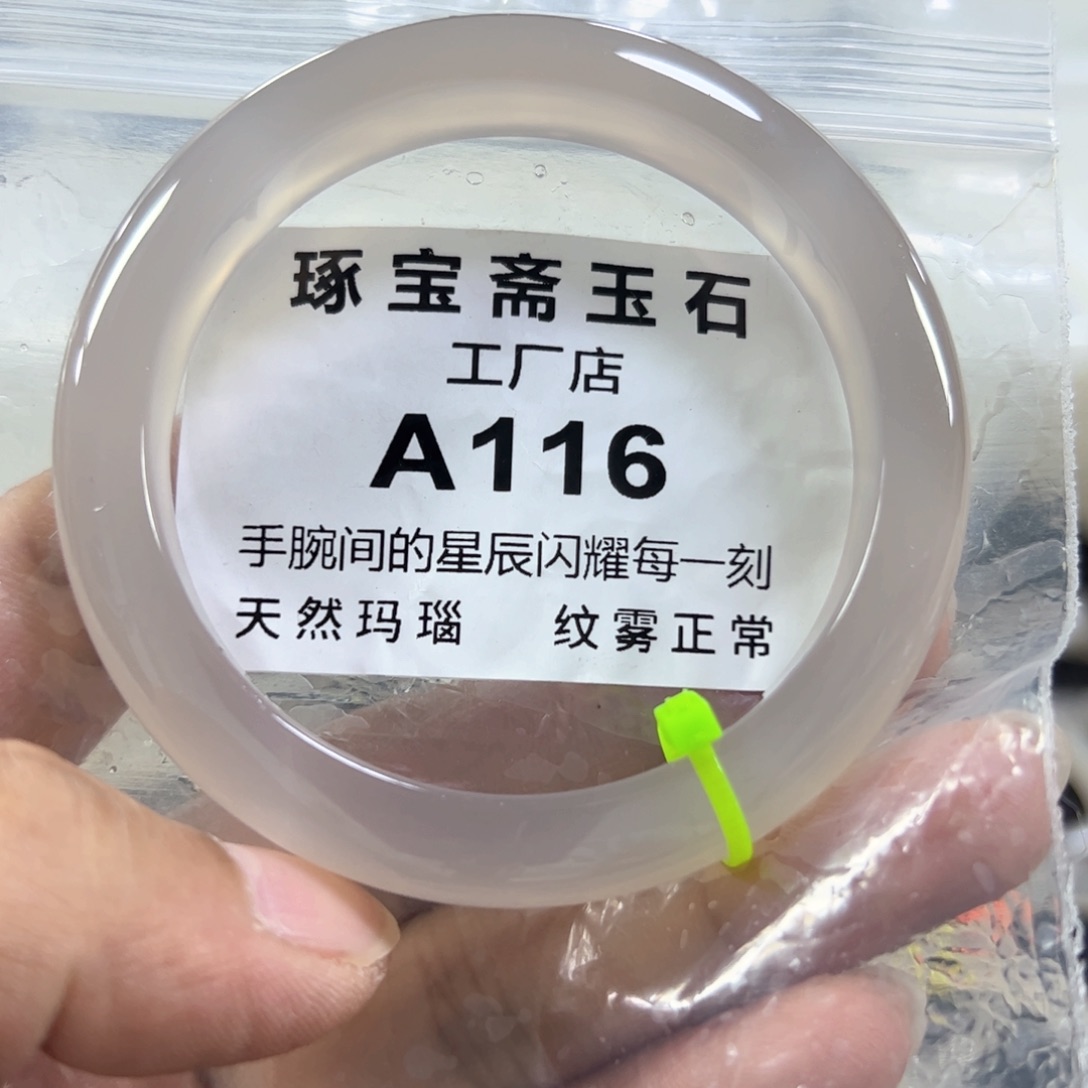 琢宝斋玉石
工厂店
A116
手腕间的星辰闪耀每一刻
天然玛瑙 纹雾正常